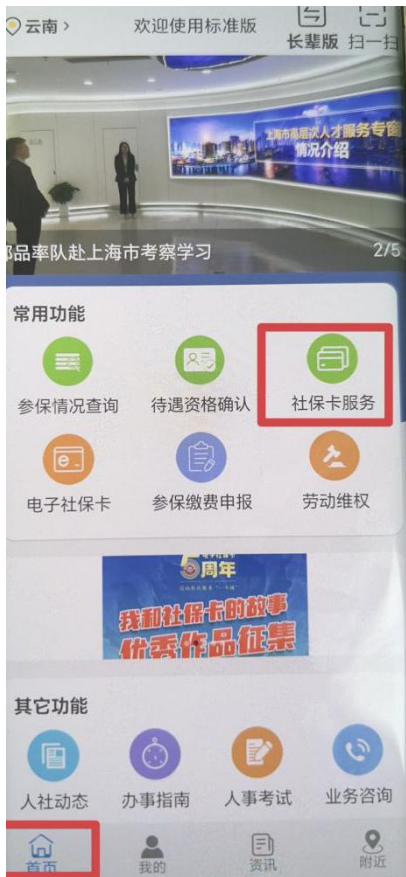 云南>
欢迎使用标准版
长辈版 扫一扫
上海市高层次人才服务专窗
情况介绍
品率队赴上海市考察学习
2/5
常用功能
参保情况查询 待遇资格确认 社保卡服务
电子社保卡 参保缴费申报 劳动维权
5周年
我和社保卡的故事
优秀作品征集
其它功能
人社动态 办事指南 人事考试 业务咨询
首页 我的 资讯 附近